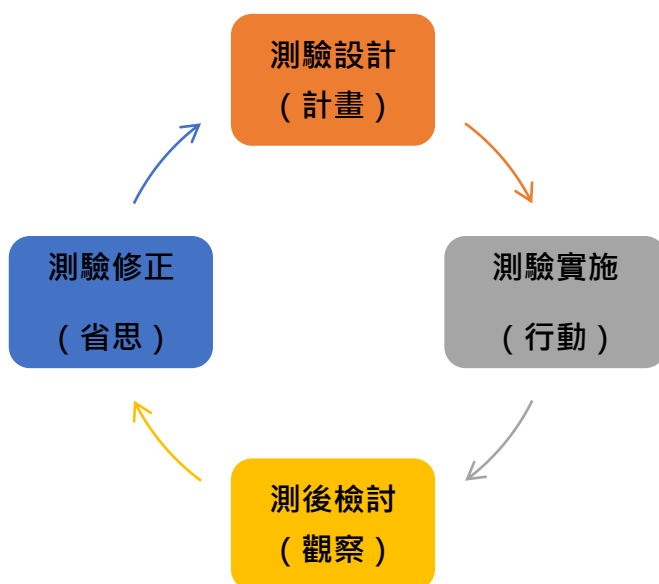 測驗設計
（計畫）
測驗修正
（省思）
測驗實施
（行動）
測後檢討
（觀察）